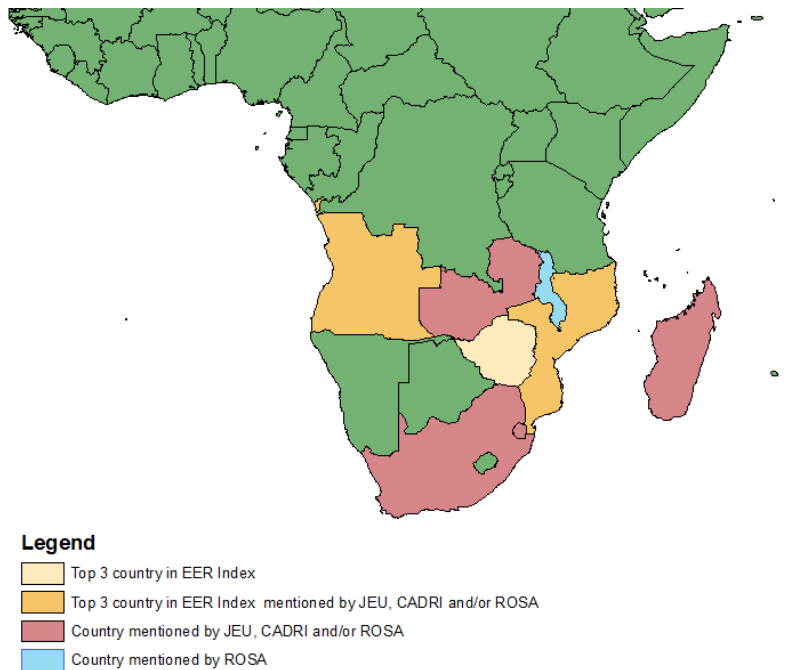 Legend
Top 3 country in EER Index
Top 3 country in EER Index mentioned by JEU, CADRI and/or ROSA
Country mentioned by JEU, CADRI and/or ROSA
Country mentioned by ROSA